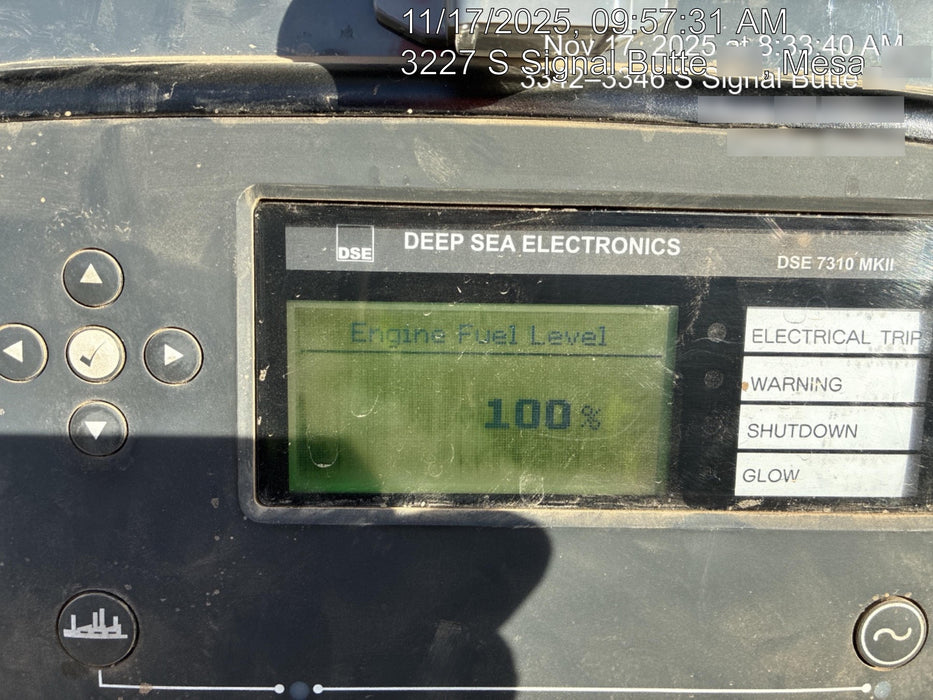 11/17/2025, 09:57:31 AM
Nov 17, 2025 at 8:33:40 AM
3227 S Signal Butte , Mesa
3342-3346 S Signal Butte
DSE
DEEP SEA ELECTRONICS
DSE 7310 MKII
Engine Fuel Level
100%
ELECTRICAL TRIP
WARNING
SHUTDOWN
GLOW